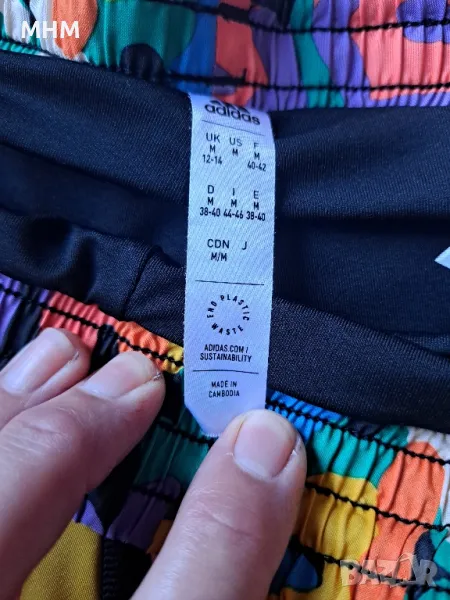 MHM
adidas
UK US F
M M M
12-14 40-42
D I E
M M M
38-40 44-46 38-40
CDN J
M/M
END PLASTIC WASTE
ADIDAS.COM/
SUSTAINABILITY
MADE IN
CAMBODIA
BAZAR